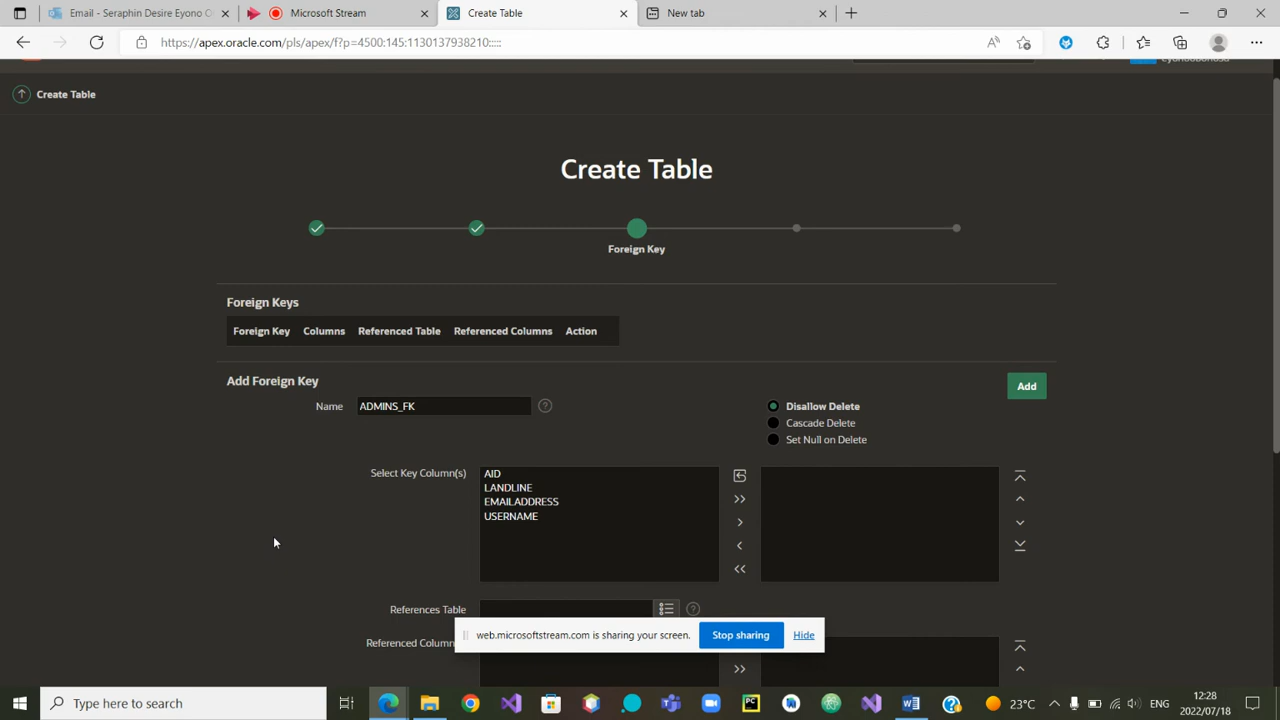 Email - Seraphin Desire Eyono O
Microsoft Stream
Create Table
New tab
https://apex.oracle.com/pls/apex/f?p=4500:145:1130137938210:::::
Create Table
Create Table
Foreign Key
Foreign Keys
Foreign Key Columns Referenced Table Referenced Columns Action
Add Foreign Key
Add
Name ADMINS_FK
Disallow Delete
Cascade Delete
Set Null on Delete
Select Key Column(s)
AID
LANDLINE
EMAILADDRESS
USERNAME
References Table
web.microsoftstream.com is sharing your screen. Stop sharing Hide
Type here to search
23°C
ENG
12:28
2022/07/18